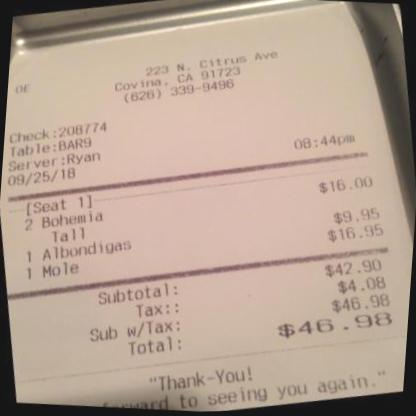 OE
223 N. Citrus Ave
Covina, CA 91723
(626) 339-9496
Check:208774
Table:BAR9
Server:Ryan 08:44pm
09/25/18
[Seat 1]
2 Bohemia $16.00
Tall
1 Albondigas $9.95
1 Mole $16.95
Subtotal: $42.90
Tax:: $4.08
Sub w/Tax: $46.98
Total: $46.98
"Thank-You!
forward to seeing you again."